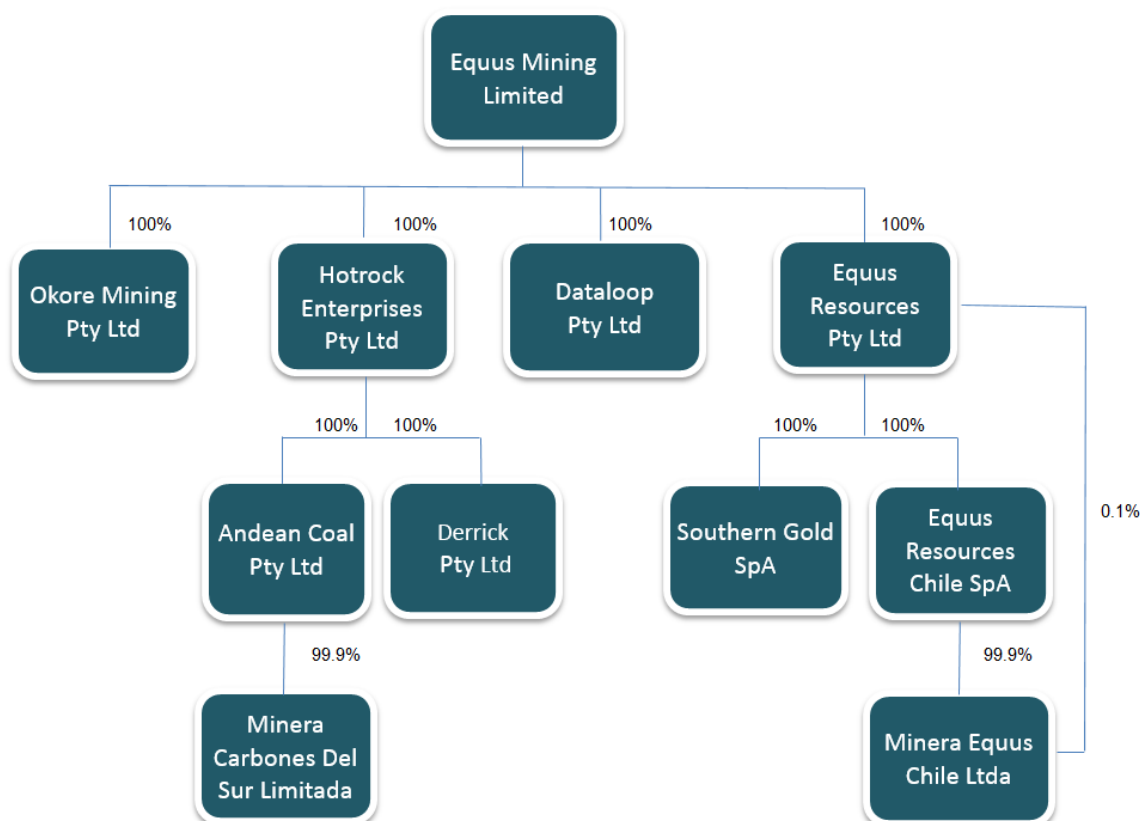 Equus Mining
Limited
100%
100%
100%
100%
Okore Mining
Pty Ltd
Hotrock
Enterprises
Pty Ltd
Dataloop
Pty Ltd
Equus
Resources
Pty Ltd
100%
100%
100%
100%
Andean Coal
Pty Ltd
Derrick
Pty Ltd
Southern Gold
SpA
Equus
Resources
Chile SpA
0.1%
99.9%
99.9%
Minera
Carbones Del
Sur Limitada
Minera Equus
Chile Ltda